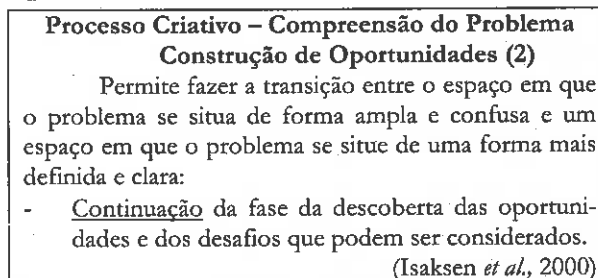 Processo Criativo – Compreensão do Problema
Construção de Oportunidades (2)
Permite fazer a transição entre o espaço em que
o problema se situa de forma ampla e confusa e um
espaço em que o problema se situe de uma forma mais
definida e clara:
- Continuação da fase da descoberta das oportuni-
dades e dos desafios que podem ser considerados.
(Isaksen et al., 2000)